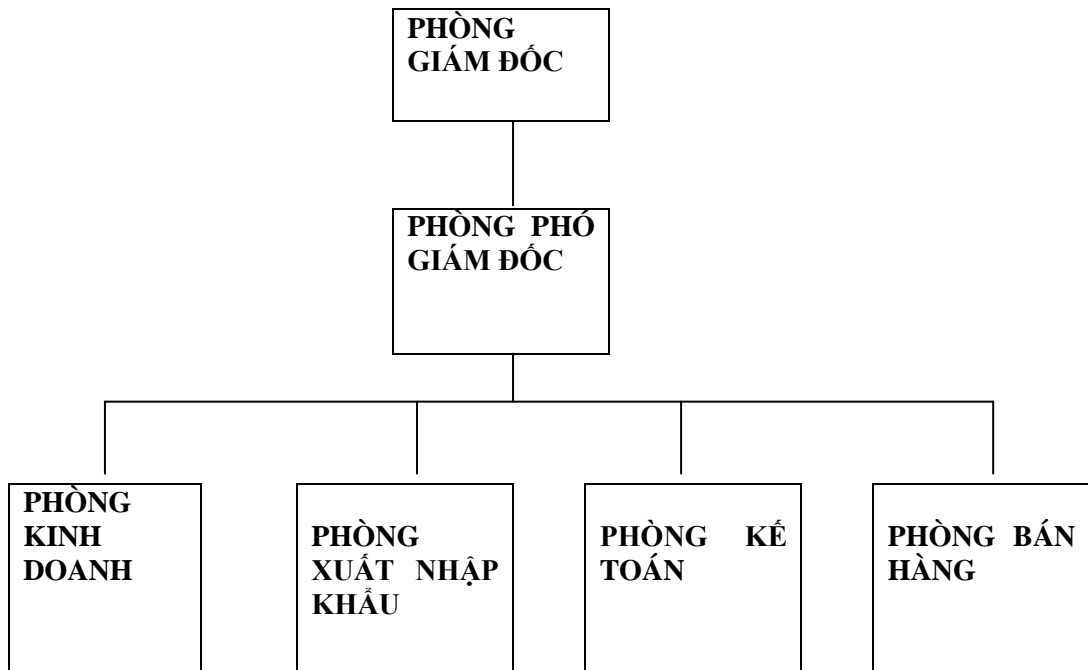 PHÒNG
GIÁM ĐỐC
PHÒNG PHÓ
GIÁM ĐỐC
PHÒNG
KINH
DOANH
PHÒNG
XUẤT NHẬP
KHẨU
PHÒNG KẾ
TOÁN
PHÒNG BÁN
HÀNG